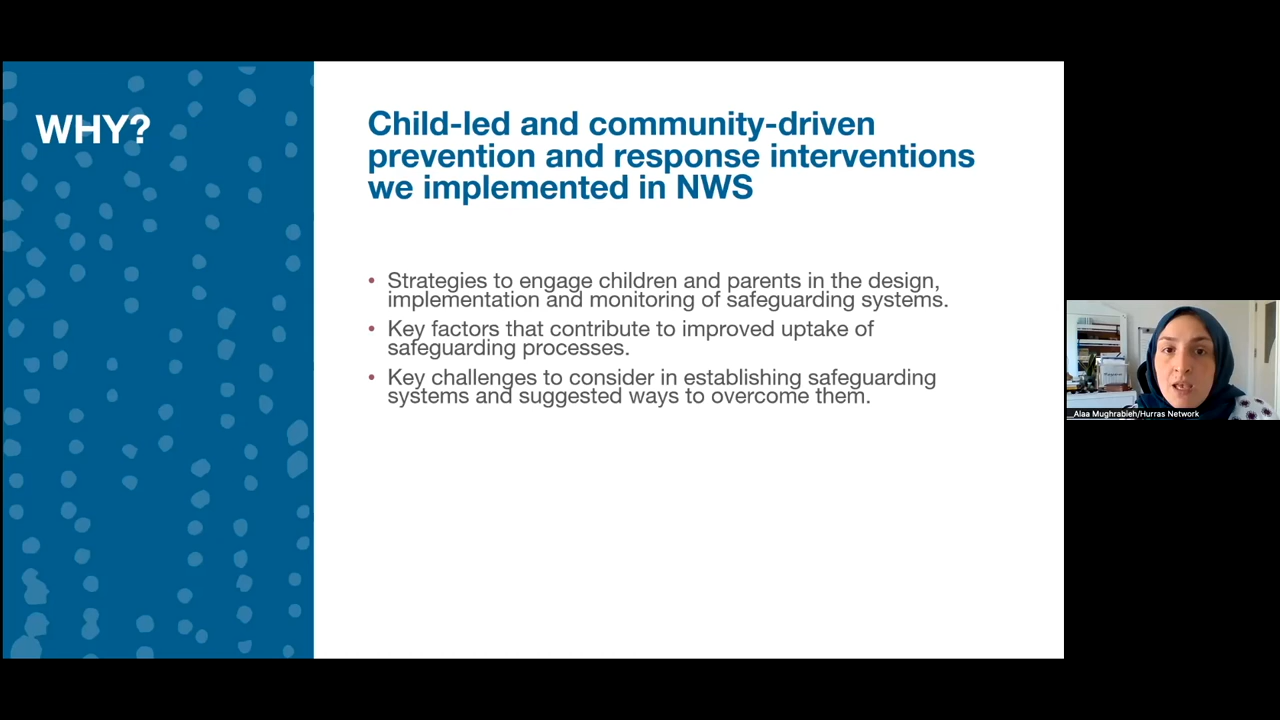 WHY?
Child-led and community-driven
prevention and response interventions
we implemented in NWS
• Strategies to engage children and parents in the design,
implementation and monitoring of safeguarding systems.
• Key factors that contribute to improved uptake of
safeguarding processes.
• Key challenges to consider in establishing safeguarding
systems and suggested ways to overcome them.
Alaa Mughrabieh/Hurras Network